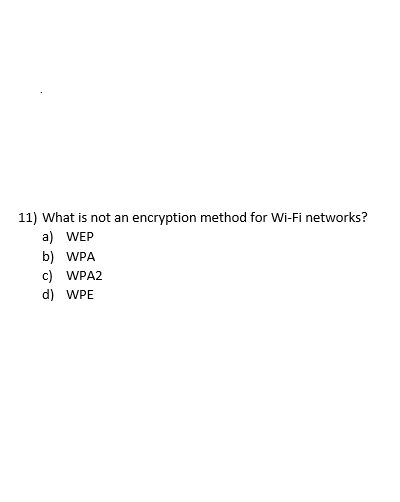 11) What is not an encryption method for Wi-Fi networks?
a) WEP
b) WPA
c) WPA2
d) WPE